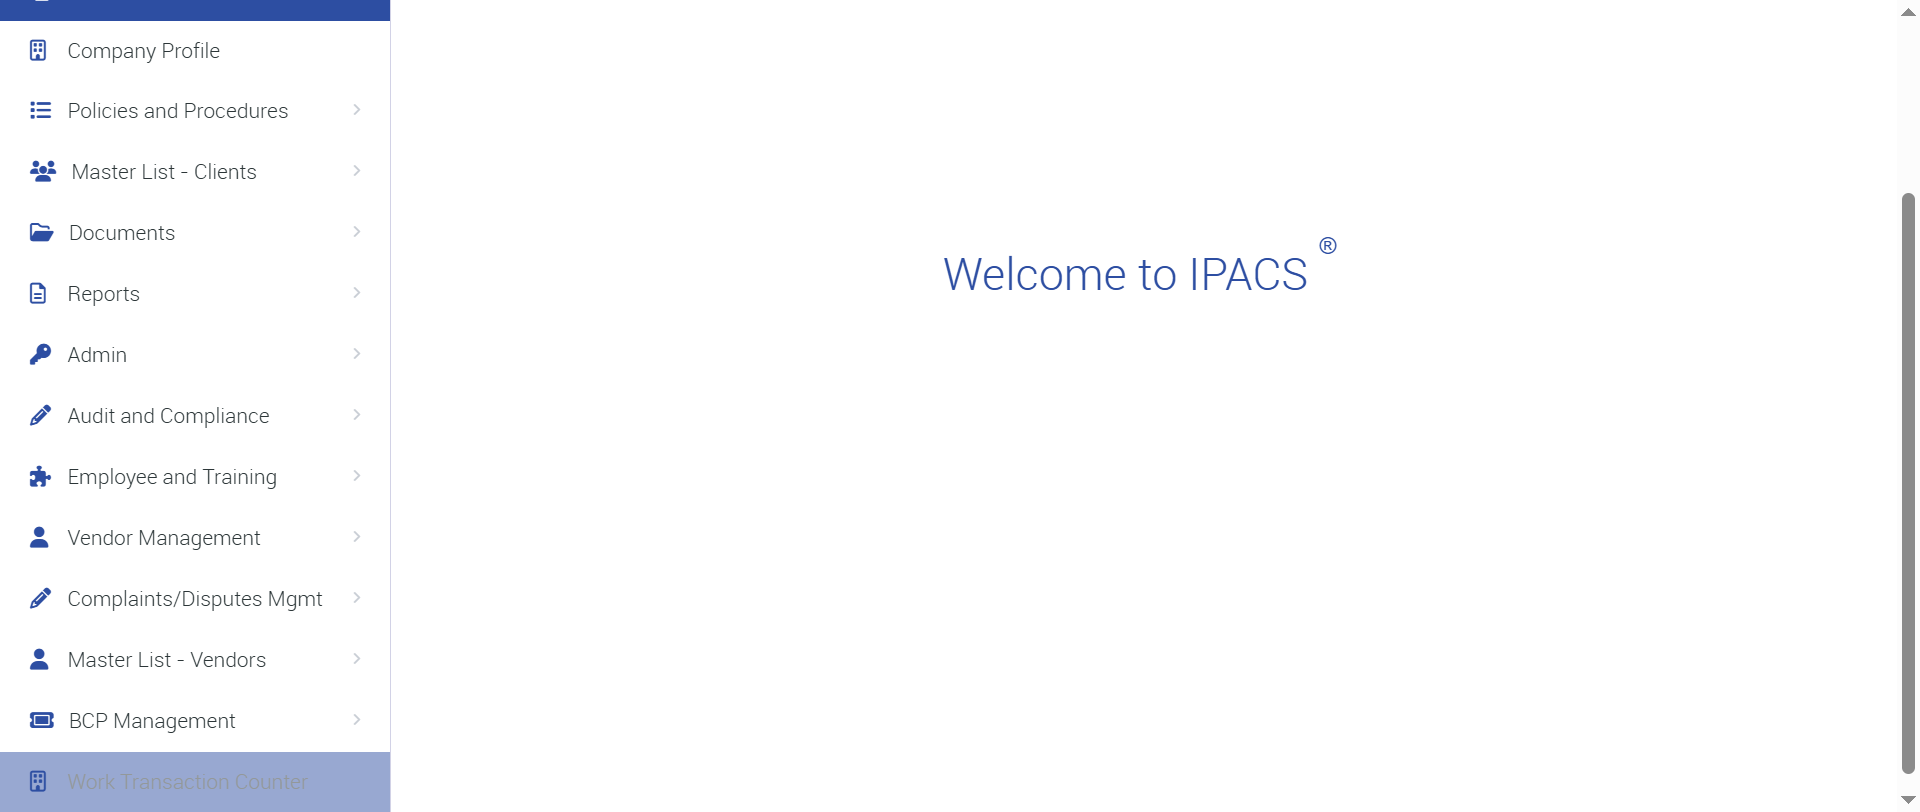 Company Profile
Policies and Procedures
Master List - Clients
Documents
Reports
Admin
Audit and Compliance
Employee and Training
Vendor Management
Complaints/Disputes Mgmt
Master List - Vendors
BCP Management
Work Transaction Counter
Welcome to IPACS ®